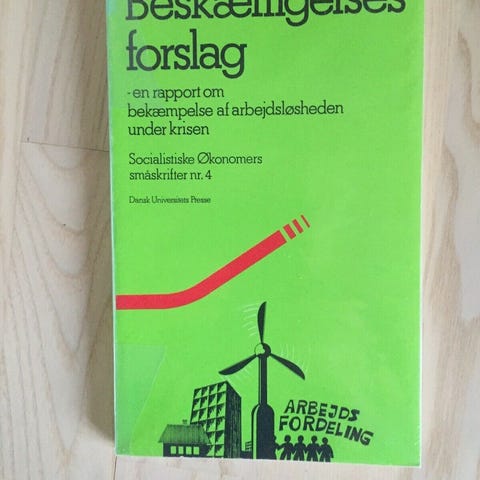 Beskæftigelses
forslag
-en rapport om
bekæmpelse af arbejdsløsheden
under krisen
Socialistiske Økonomers
småskrifter nr. 4
Dansk Universitets Presse
ARBEJDS
FORDELING